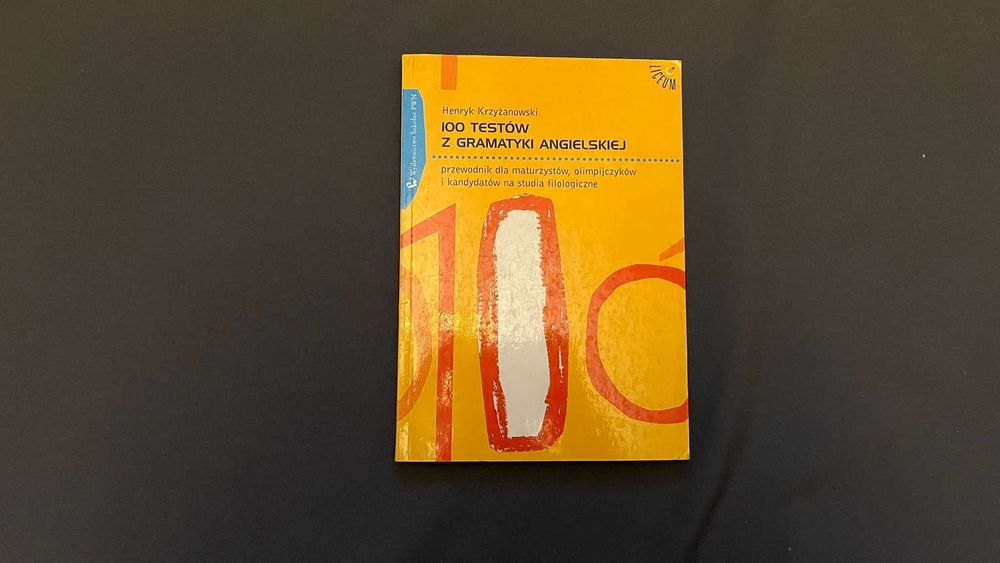 LICEUM
Wydawnictwo Szkolne PWN
Henryk Krzyżanowski
100 TESTÓW
Z GRAMATYKI ANGIELSKIEJ
przewodnik dla maturzystów, olimpijczyków
i kandydatów na studia filologiczne